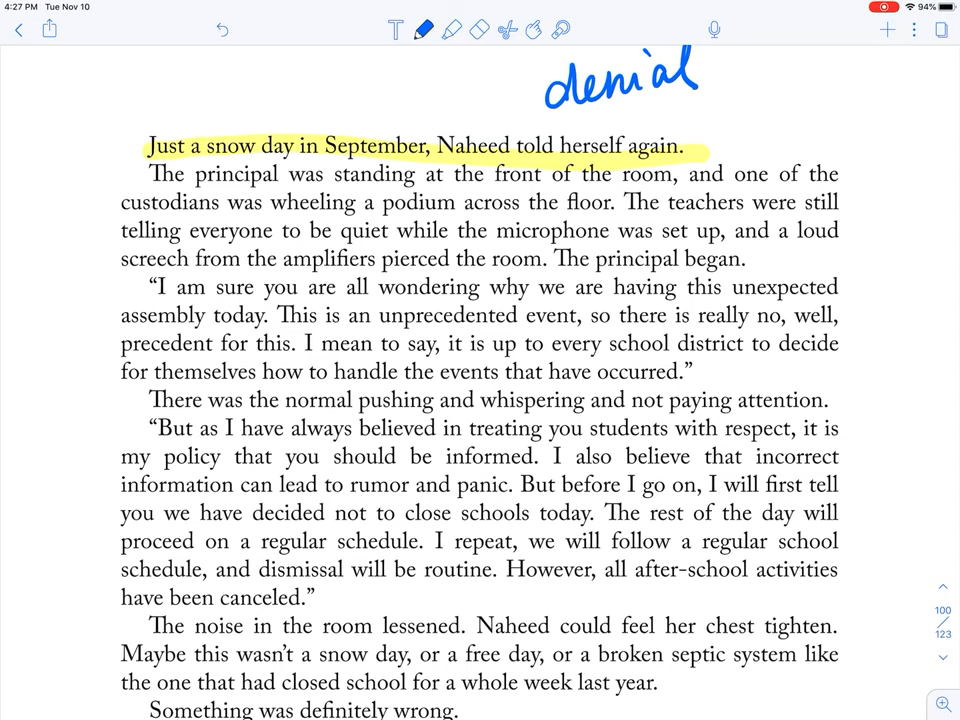 4:27 PM Tue Nov 10
94%
T
denial
Just a snow day in September, Naheed told herself again.
The principal was standing at the front of the room, and one of the
custodians was wheeling a podium across the floor. The teachers were still
telling everyone to be quiet while the microphone was set up, and a loud
screech from the amplifiers pierced the room. The principal began.
“I am sure you are all wondering why we are having this unexpected
assembly today. This is an unprecedented event, so there is really no, well,
precedent for this. I mean to say, it is up to every school district to decide
for themselves how to handle the events that have occurred.”
There was the normal pushing and whispering and not paying attention.
“But as I have always believed in treating you students with respect, it is
my policy that you should be informed. I also believe that incorrect
information can lead to rumor and panic. But before I go on, I will first tell
you we have decided not to close schools today. The rest of the day will
proceed on a regular schedule. I repeat, we will follow a regular school
schedule, and dismissal will be routine. However, all after-school activities
have been canceled.”
The noise in the room lessened. Naheed could feel her chest tighten.
Maybe this wasn’t a snow day, or a free day, or a broken septic system like
the one that had closed school for a whole week last year.
Something was definitely wrong.
100
123